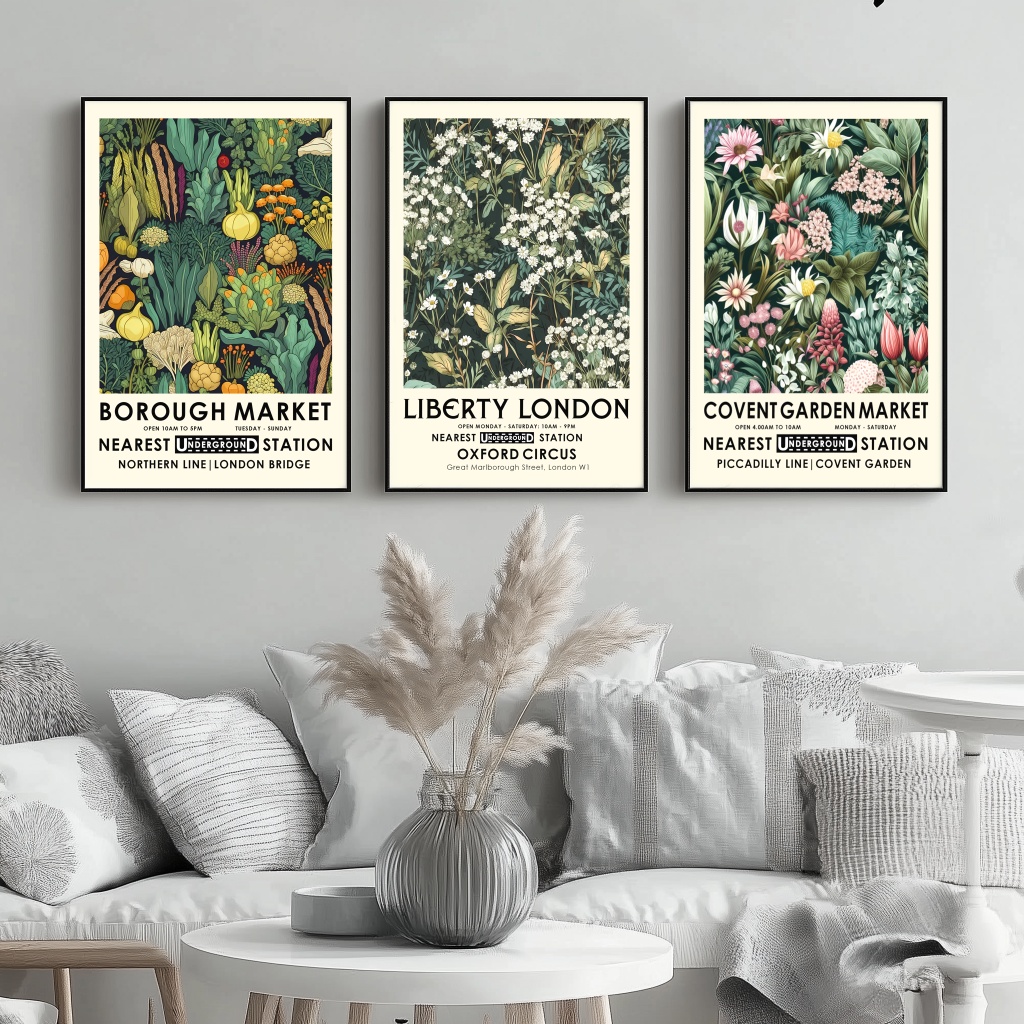 BOROUGH MARKET
OPEN 10AM TO 5PM TUESDAY - SUNDAY
NEAREST UNDERGROUND STATION
NORTHERN LINE|LONDON BRIDGE
LIBERTY LONDON
OPEN MONDAY - SATURDAY: 10AM - 9PM
NEAREST UNDERGROUND STATION
OXFORD CIRCUS
Great Marlborough Street, London W1
COVENT GARDEN MARKET
OPEN 4.00AM TO 10AM MONDAY - SATURDAY
NEAREST UNDERGROUND STATION
PICCADILLY LINE|COVENT GARDEN